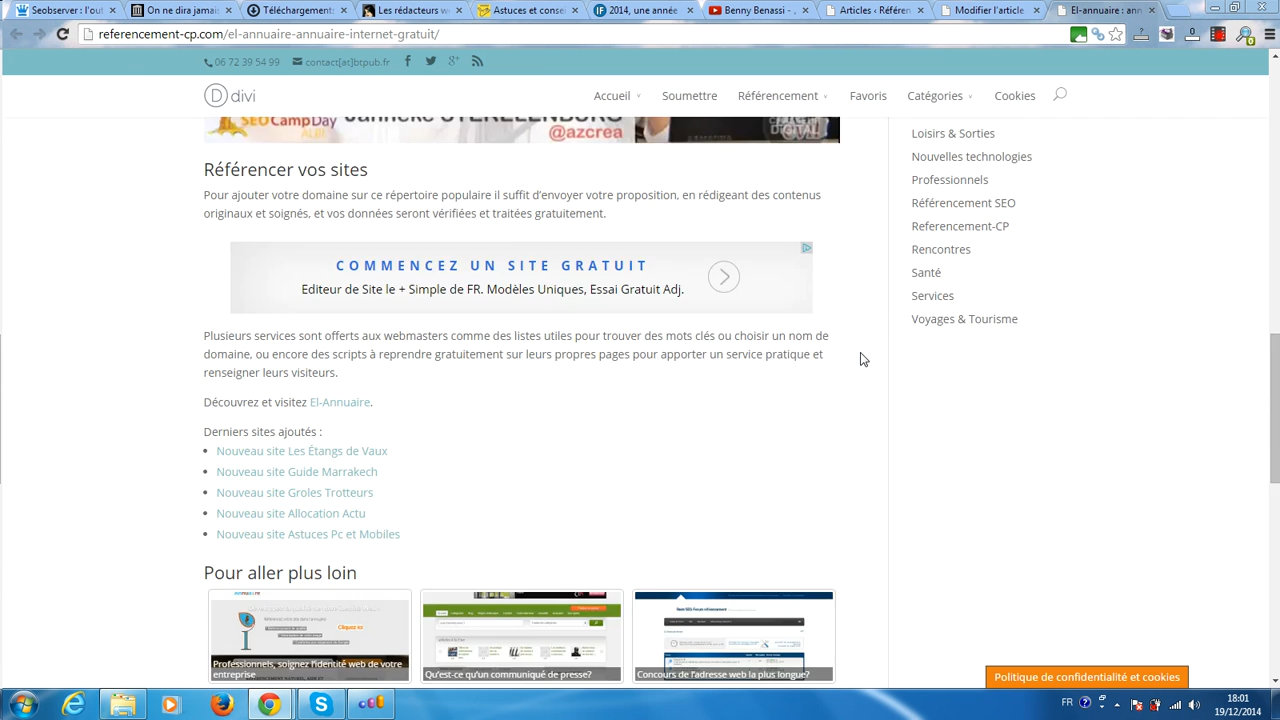 Seobserver : l'out
On ne dira jamais
Téléchargements
Les rédacteurs w
Astuces et consei
2014, une année
Benny Benassi -
Articles ‹ Référen
Modifier l'article
El annuaire : ann
referencement-cp.com/el-annuaire-annuaire-internet-gratuit/
06 72 39 54 99 contact[at]btpub.fr
divi
Accueil Soumettre Référencement Favoris Catégories Cookies
SEOCampDay
@azcrea
Référencer vos sites
Pour ajouter votre domaine sur ce répertoire populaire il suffit d'envoyer votre proposition, en rédigeant des contenus
originaux et soignés, et vos données seront vérifiées et traitées gratuitement.
COMMENCEZ UN SITE GRATUIT
Editeur de Site le + Simple de FR. Modèles Uniques, Essai Gratuit Adj.
Plusieurs services sont offerts aux webmasters comme des listes utiles pour trouver des mots clés ou choisir un nom de
domaine, ou encore des scripts à reprendre gratuitement sur leurs propres pages pour apporter un service pratique et
renseigner leurs visiteurs.
Découvrez et visitez El-Annuaire.
Derniers sites ajoutés :
Nouveau site Les Étangs de Vaux
Nouveau site Guide Marrakech
Nouveau site Groles Trotteurs
Nouveau site Allocation Actu
Nouveau site Astuces Pc et Mobiles
Pour aller plus loin
Professionnels, soignez l'identité web de votre
entreprise
Qu'est-ce qu'un communiqué de presse?
Concours de l'adresse web la plus longue?
Loisirs & Sorties
Nouvelles technologies
Professionnels
Référencement SEO
Referencement-CP
Rencontres
Santé
Services
Voyages & Tourisme
Politique de confidentialité et cookies
FR
18:01
19/12/2014